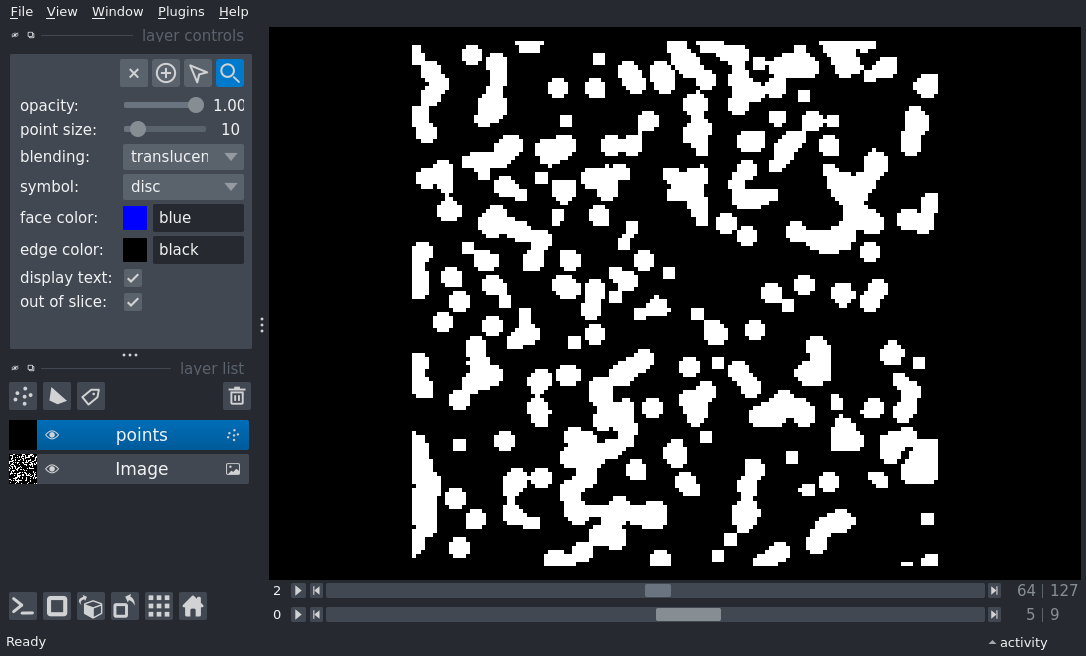 File View Window Plugins Help
layer controls
opacity: 1.00
point size: 10
blending: translucen
symbol: disc
face color: blue
edge color: black
display text:
out of slice:
layer list
points
Image
2 64 127
0 5 9
Ready activity